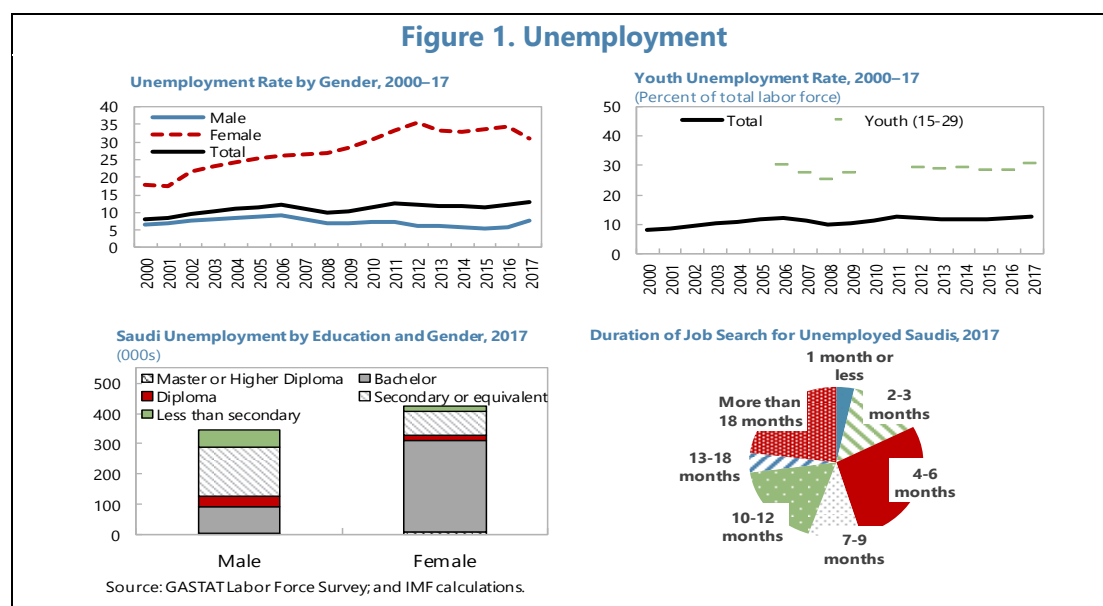 Figure 1. Unemployment
Unemployment Rate by Gender, 2000–17
40
35
30
25
20
15
10
5
0
Male
Female
Total
2000
2001
2002
2003
2004
2005
2006
2007
2008
2009
2010
2011
2012
2013
2014
2015
2016
2017
Youth Unemployment Rate, 2000–17
(Percent of total labor force)
50
40
30
20
10
0
Total
Youth (15-29)
2000
2001
2002
2003
2004
2005
2006
2007
2008
2009
2010
2011
2012
2013
2014
2015
2016
2017
Saudi Unemployment by Education and Gender, 2017
(000s)
500
400
300
200
100
0
Master or Higher Diploma
Bachelor
Diploma
Secondary or equivalent
Less than secondary
Male
Female
Duration of Job Search for Unemployed Saudis, 2017
1 month or
less
2-3
months
4-6
months
7-9
months
10-12
months
13-18
months
More than
18 months
Source: GASTAT Labor Force Survey; and IMF calculations.